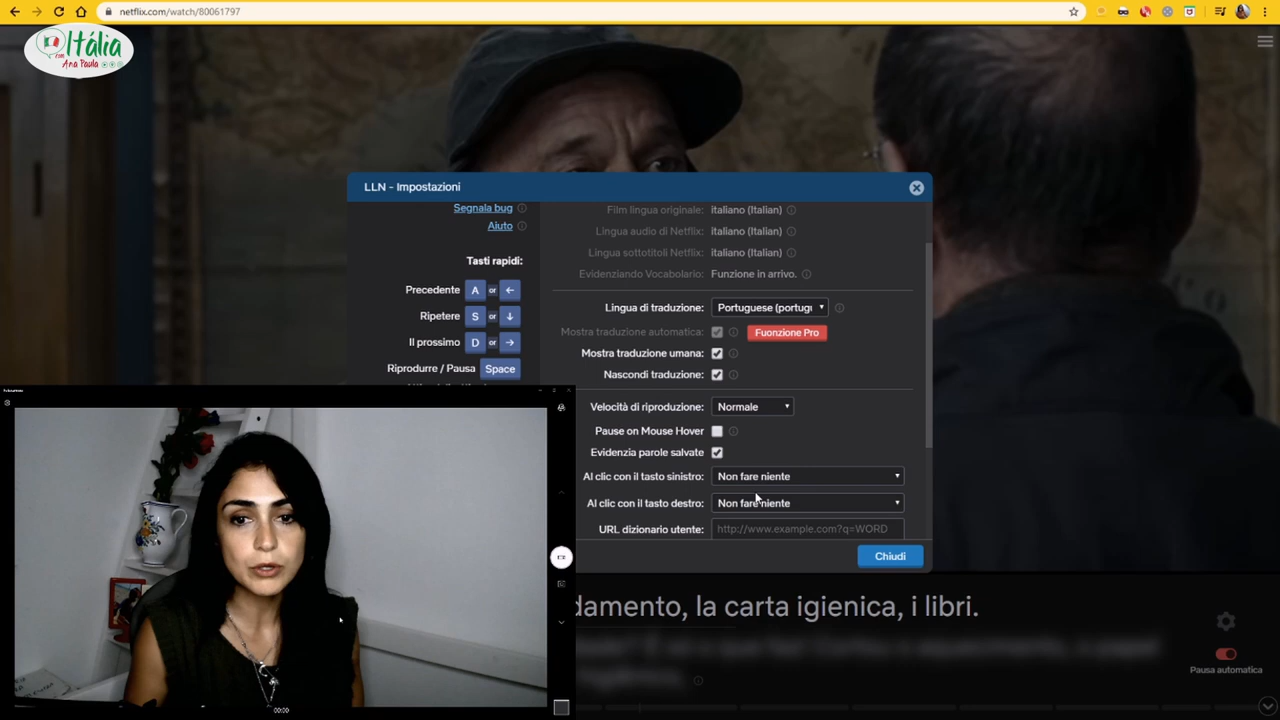 netflix.com/watch/80061797
Itália
com
Ana Paula
LLN - Impostazioni
Segnala bug
Aiuto
Tasti rapidi:
Precedente A or ←
Ripetere S or ↓
Il prossimo D or →
Riprodurre / Pausa Space
Film lingua originale: italiano (Italian)
Lingua audio di Netflix: italiano (Italian)
Lingua sottotitoli Netflix: italiano (Italian)
Evidenziando Vocabolario: Funzione in arrivo.
Lingua di traduzione: Portuguese (portugu
Mostra traduzione automatica: Fuonzione Pro
Mostra traduzione umana:
Nascondi traduzione:
Velocità di riproduzione: Normale
Pause on Mouse Hover
Evidenzia parole salvate
Al clic con il tasto sinistro: Non fare niente
Al clic con il tasto destro: Non fare niente
URL dizionario utente: http://www.example.com?q=WORD
Chiudi
damento, la carta igienica, i libri.
Pausa automatica
00:00